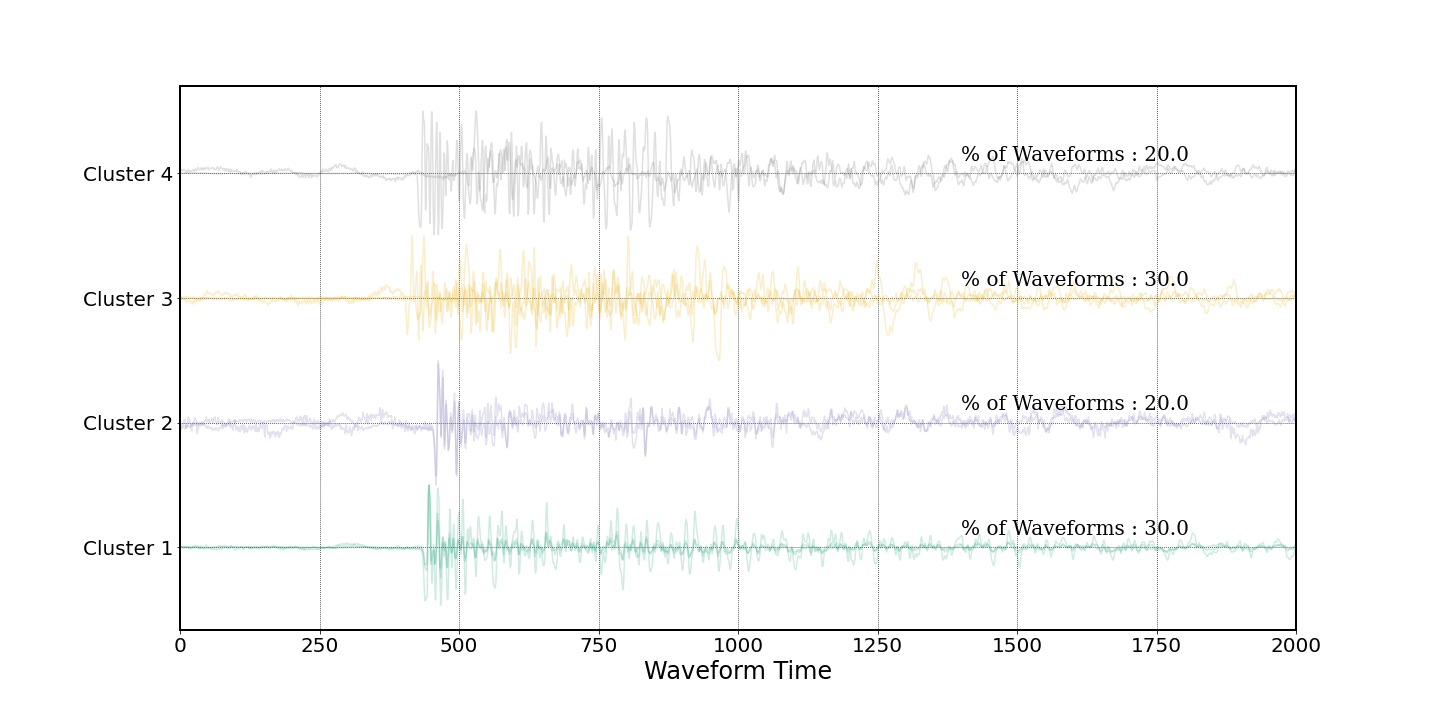 Cluster 4
% of Waveforms : 20.0
Cluster 3
% of Waveforms : 30.0
Cluster 2
% of Waveforms : 20.0
Cluster 1
% of Waveforms : 30.0
0 250 500 750 1000 1250 1500 1750 2000
Waveform Time